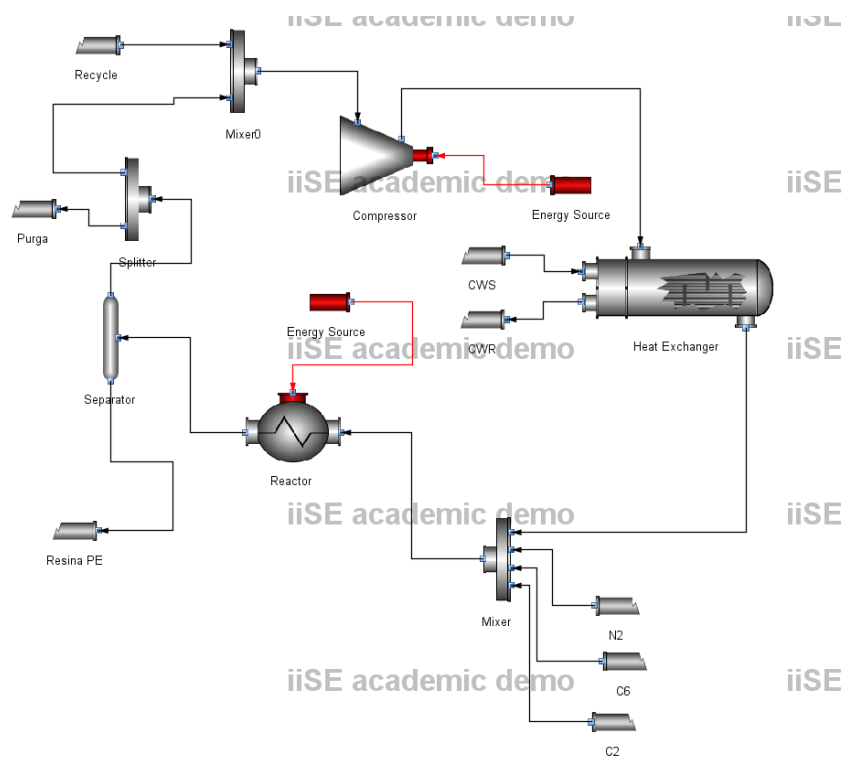 iiSE academic demo
iiSE
Recycle
Mixer0
iiSE academic demo
iiSE
Compressor
Energy Source
Purga
Splitter
CWS
Energy Source
CWR
Heat Exchanger
iiSE academic demo
iiSE
Separator
Reactor
iiSE academic demo
iiSE
Resina PE
Mixer
N2
C6
iiSE academic demo
iiSE
C2